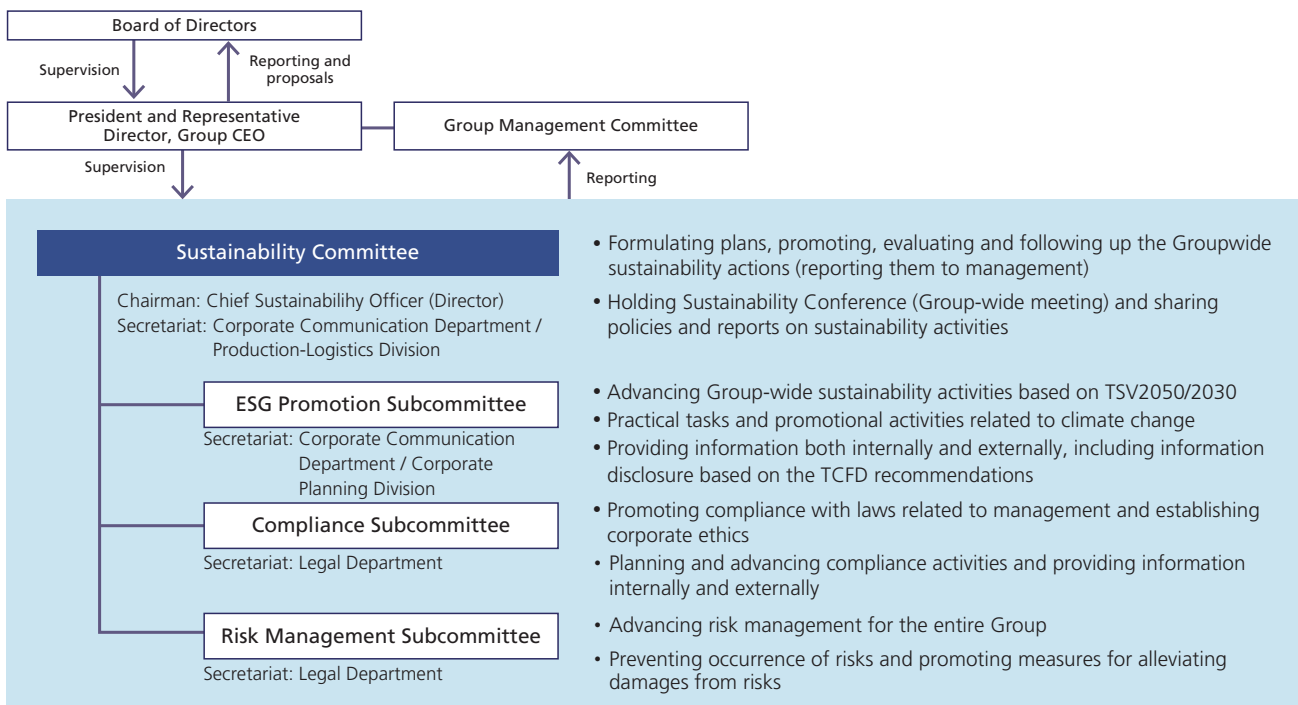 Board of Directors
Supervision
Reporting and
proposals
President and Representative
Director, Group CEO
Group Management Committee
Supervision
Reporting
Sustainability Committee
Chairman: Chief Sustainabilihy Officer (Director)
Secretariat: Corporate Communication Department /
Production-Logistics Division
• Formulating plans, promoting, evaluating and following up the Groupwide
sustainability actions (reporting them to management)
• Holding Sustainability Conference (Group-wide meeting) and sharing
policies and reports on sustainability activities
ESG Promotion Subcommittee
Secretariat: Corporate Communication
Department / Corporate
Planning Division
• Advancing Group-wide sustainability activities based on TSV2050/2030
• Practical tasks and promotional activities related to climate change
• Providing information both internally and externally, including information
disclosure based on the TCFD recommendations
Compliance Subcommittee
Secretariat: Legal Department
• Promoting compliance with laws related to management and establishing
corporate ethics
• Planning and advancing compliance activities and providing information
internally and externally
Risk Management Subcommittee
Secretariat: Legal Department
• Advancing risk management for the entire Group
• Preventing occurrence of risks and promoting measures for alleviating
damages from risks